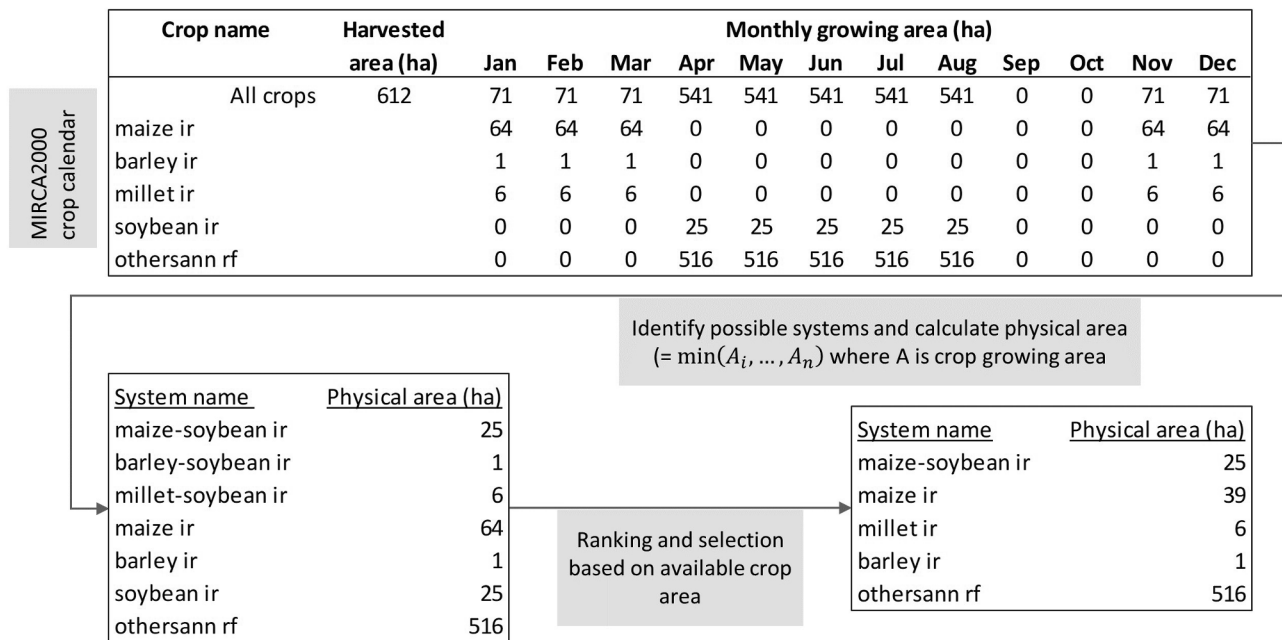 Crop name Harvested Monthly growing area (ha)
area (ha) Jan Feb Mar Apr May Jun Jul Aug Sep Oct Nov Dec
All crops 612 71 71 71 541 541 541 541 541 0 0 71 71
maize ir 64 64 64 0 0 0 0 0 0 0 64 64
barley ir 1 1 1 0 0 0 0 0 0 0 1 1
millet ir 6 6 6 0 0 0 0 0 0 0 6 6
soybean ir 0 0 0 25 25 25 25 25 0 0 0 0
othersann rf 0 0 0 516 516 516 516 516 0 0 0 0
MIRCA2000
crop calendar
Identify possible systems and calculate physical area
(= min(A_i, … , A_n) where A is crop growing area
System name Physical area (ha)
maize-soybean ir 25
barley-soybean ir 1
millet-soybean ir 6
maize ir 64
barley ir 1
soybean ir 25
othersann rf 516
Ranking and selection
based on available crop
area
System name Physical area (ha)
maize-soybean ir 25
maize ir 39
millet ir 6
barley ir 1
othersann rf 516